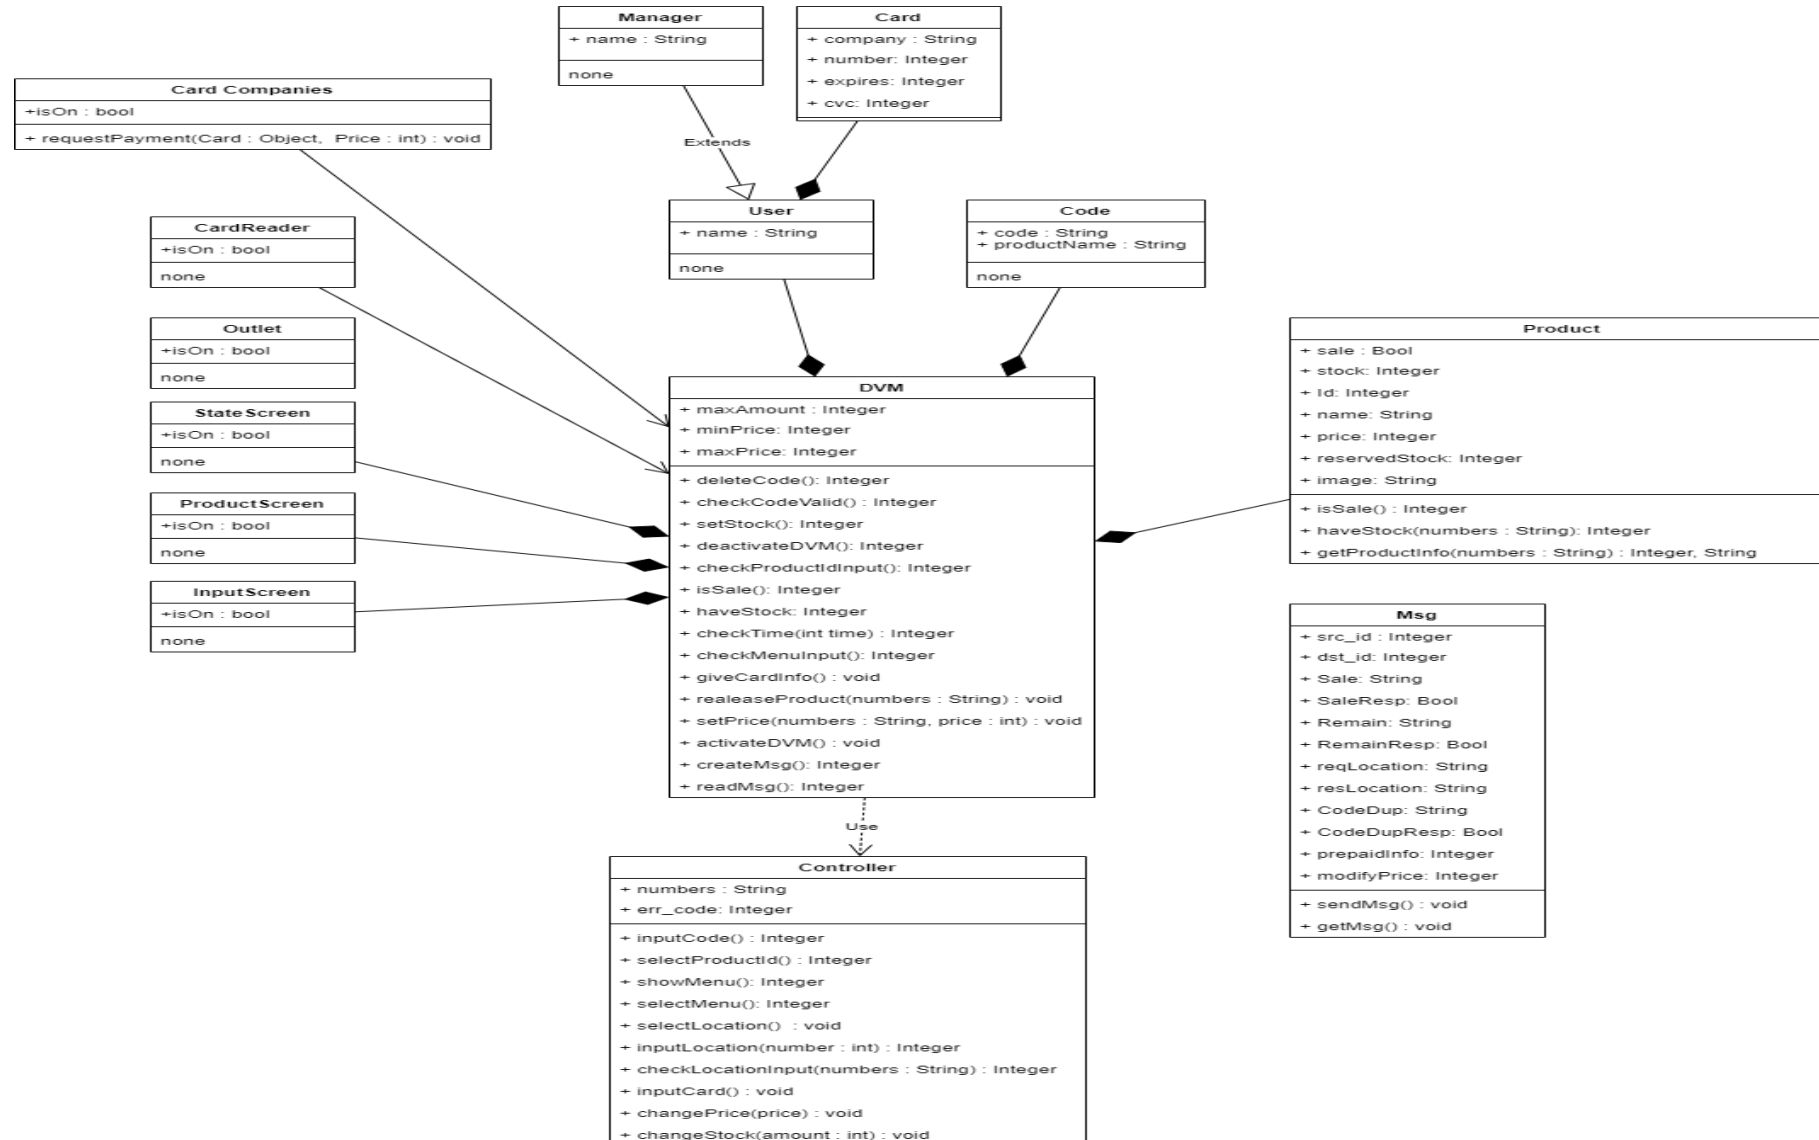 Manager
+ name : String
none
Card
+ company : String
+ number: Integer
+ expires: Integer
+ cvc: Integer
Card Companies
+isOn : bool
+ requestPayment(Card : Object, Price : int) : void
Extends
CardReader
+isOn : bool
none
User
+ name : String
none
Code
+ code : String
+ productName : String
none
Outlet
+isOn : bool
none
StateScreen
+isOn : bool
none
ProductScreen
+isOn : bool
none
InputScreen
+isOn : bool
none
DVM
+ maxAmount : Integer
+ minPrice: Integer
+ maxPrice: Integer
+ deleteCode(): Integer
+ checkCodeValid() : Integer
+ setStock(): Integer
+ deactivateDVM(): Integer
+ checkProductIdInput(): Integer
+ isSale(): Integer
+ haveStock: Integer
+ checkTime(int time) : Integer
+ checkMenuInput(): Integer
+ giveCardInfo() : void
+ realeaseProduct(numbers : String) : void
+ setPrice(numbers : String, price : int) : void
+ activateDVM() : void
+ createMsg(): Integer
+ readMsg(): Integer
Product
+ sale : Bool
+ stock: Integer
+ Id: Integer
+ name: String
+ price: Integer
+ reservedStock: Integer
+ image: String
+ isSale() : Integer
+ haveStock(numbers : String): Integer
+ getProductInfo(numbers : String) : Integer, String
Msg
+ src_id : Integer
+ dst_id: Integer
+ Sale: String
+ SaleResp: Bool
+ Remain: String
+ RemainResp: Bool
+ reqLocation: String
+ resLocation: String
+ CodeDup: String
+ CodeDupResp: Bool
+ prepaidInfo: Integer
+ modifyPrice: Integer
+ sendMsg() : void
+ getMsg() : void
Use
Controller
+ numbers : String
+ err_code: Integer
+ inputCode() : Integer
+ selectProductId() : Integer
+ showMenu(): Integer
+ selectMenu(): Integer
+ selectLocation() : void
+ inputLocation(number : int) : Integer
+ checkLocationInput(numbers : String) : Integer
+ inputCard() : void
+ changePrice(price) : void
+ changeStock(amount : int) : void